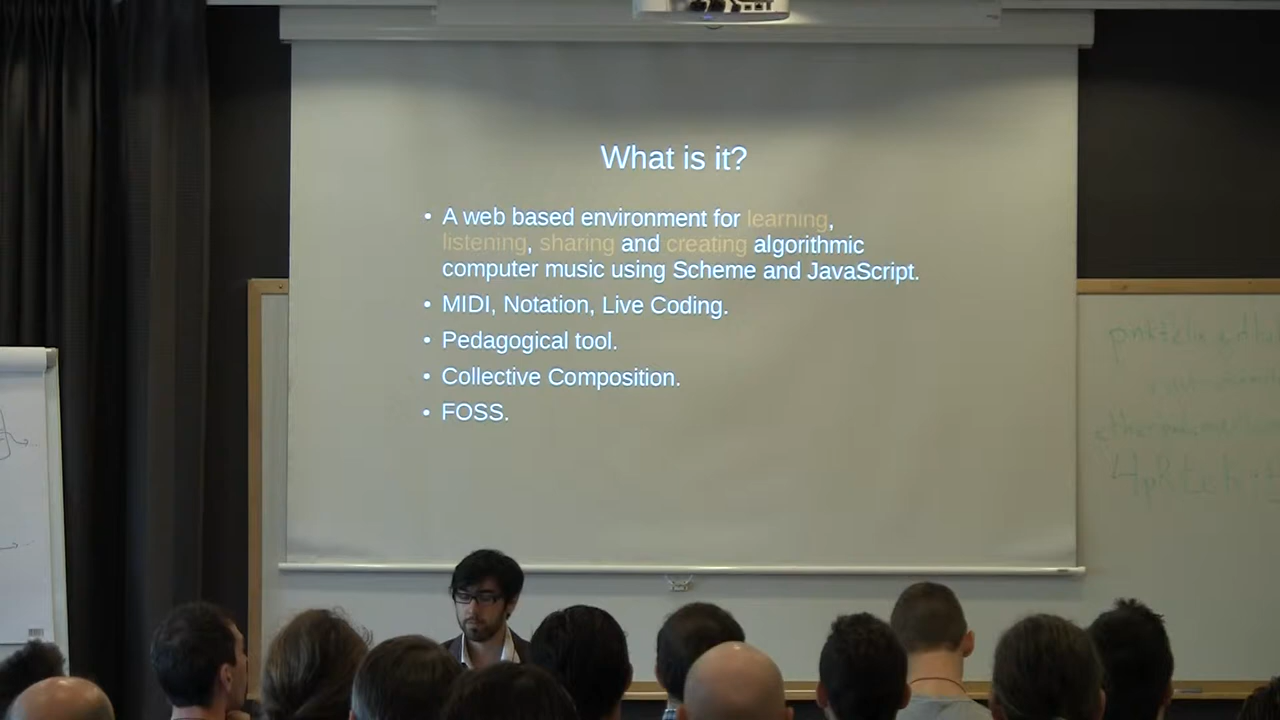 What is it?
• A web based environment for learning,
listening, sharing and creating algorithmic
computer music using Scheme and JavaScript.
• MIDI, Notation, Live Coding.
• Pedagogical tool.
• Collective Composition.
• FOSS.